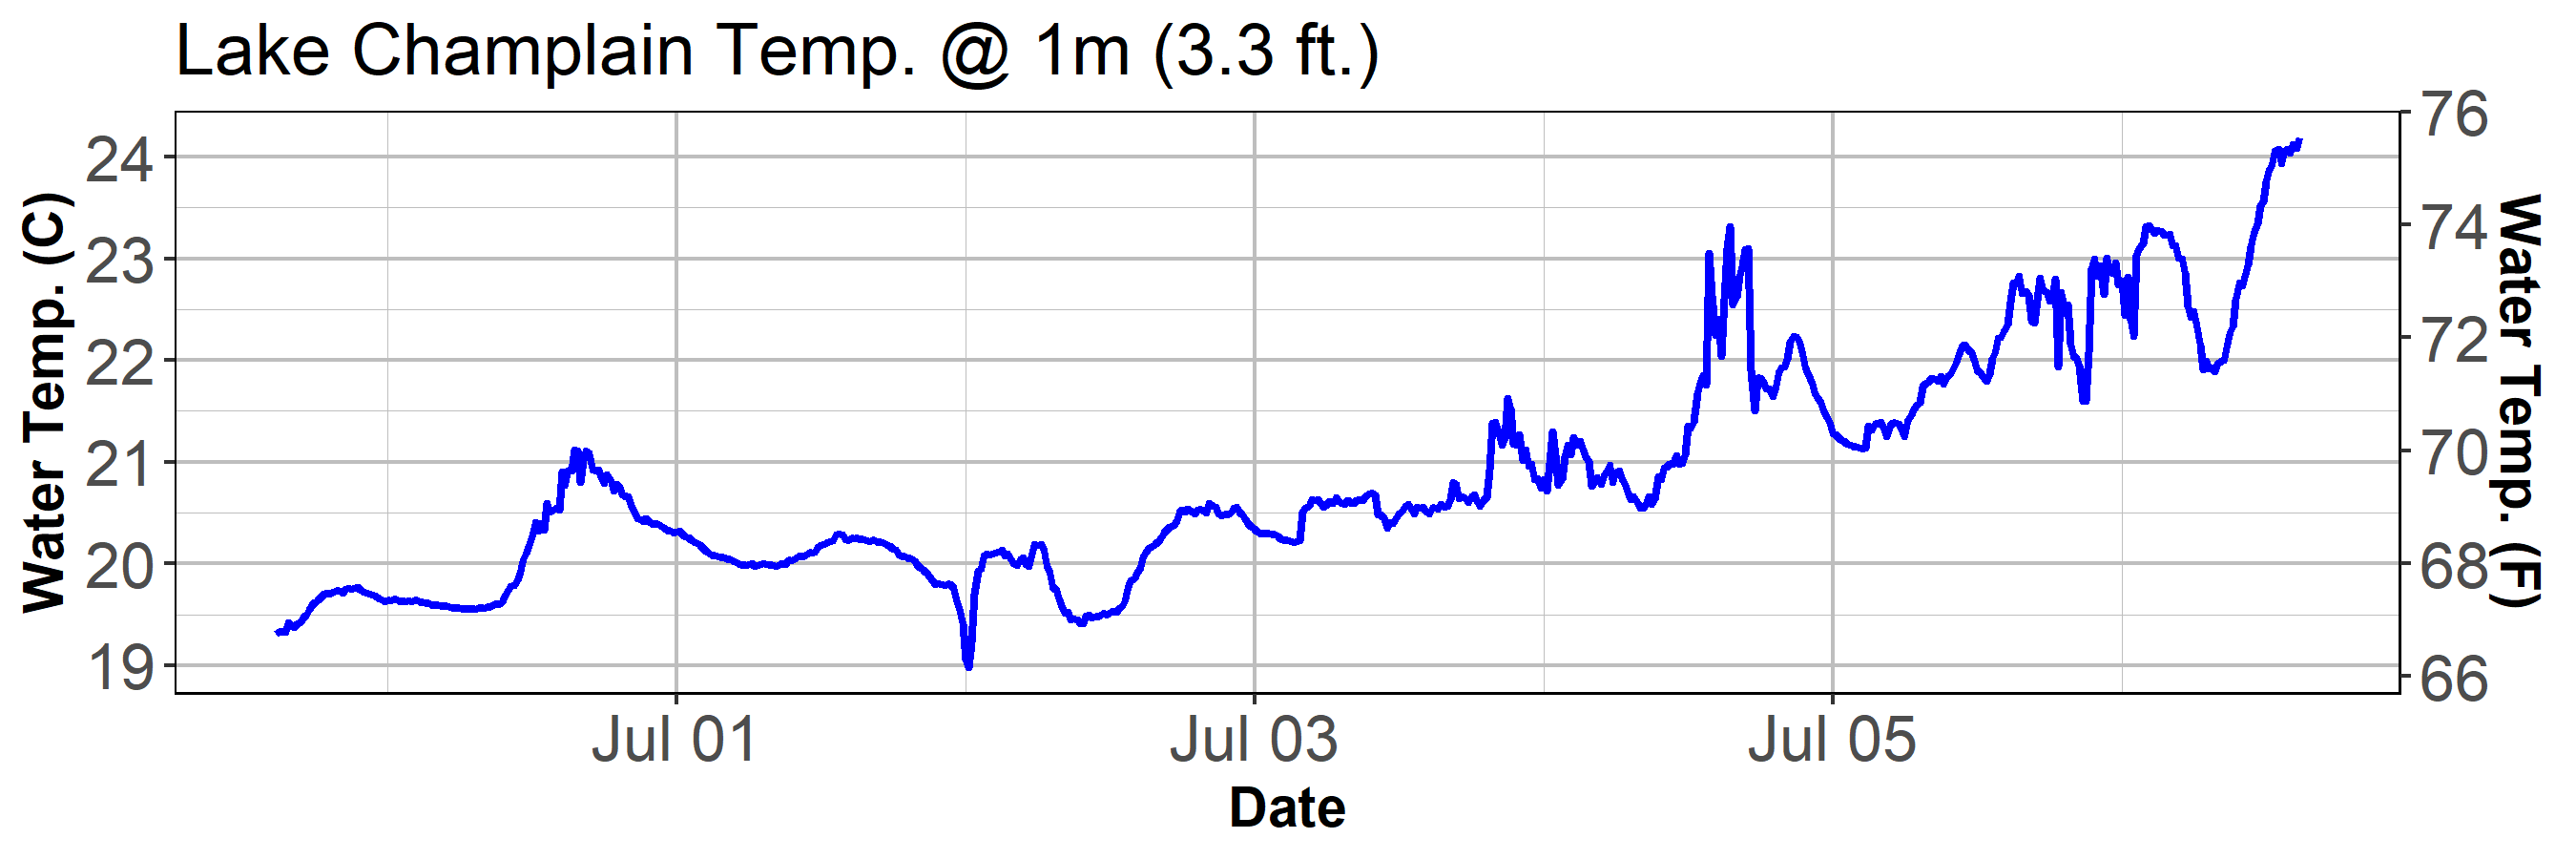 Lake Champlain Temp. @ 1m (3.3 ft.)
Water Temp. (C)
24
23
22
21
20
19
76
74
72
70
68
66
Water Temp. (F)
Jul 01
Jul 03
Jul 05
Date